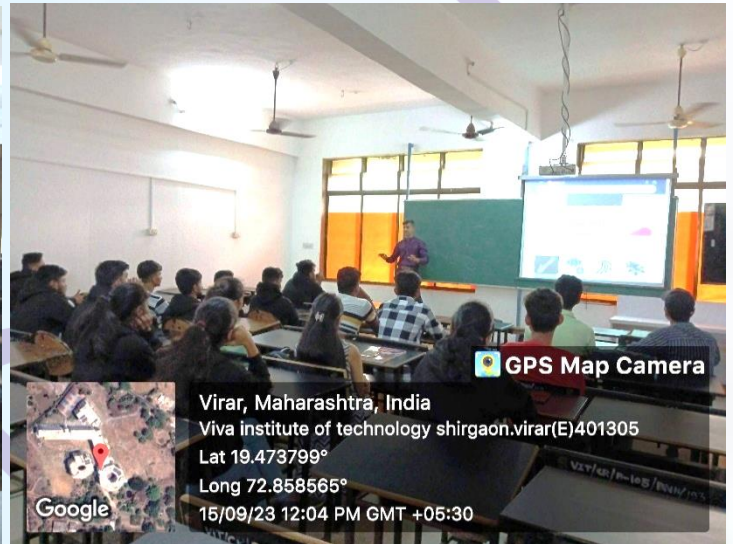 GPS Map Camera
Virar, Maharashtra, India
Viva institute of technology shirgaon.virar(E)401305
Lat 19.473799°
Long 72.858565°
15/09/23 12:04 PM GMT +05:30
Google